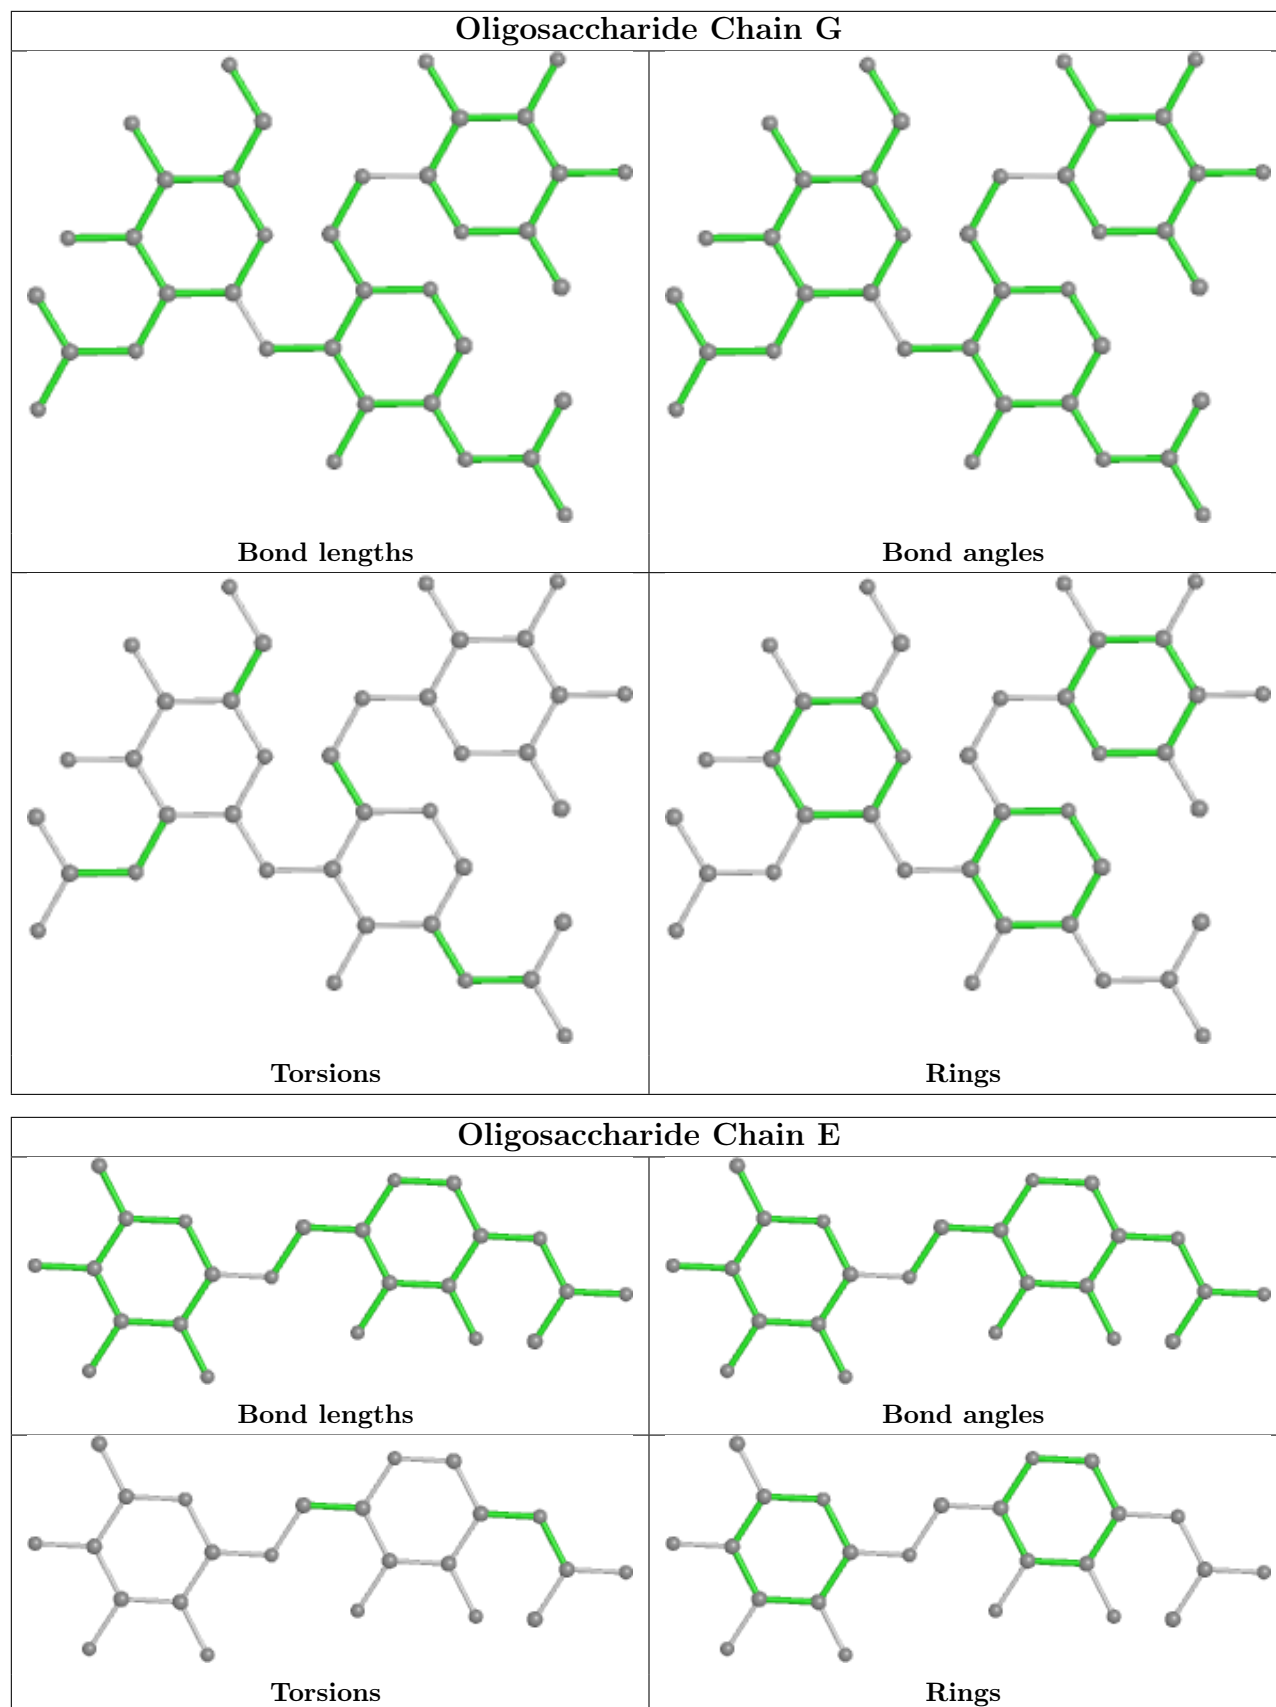 Oligosaccharide Chain G
Bond lengths
Bond angles
Torsions
Rings
Oligosaccharide Chain E
Bond lengths
Bond angles
Torsions
Rings